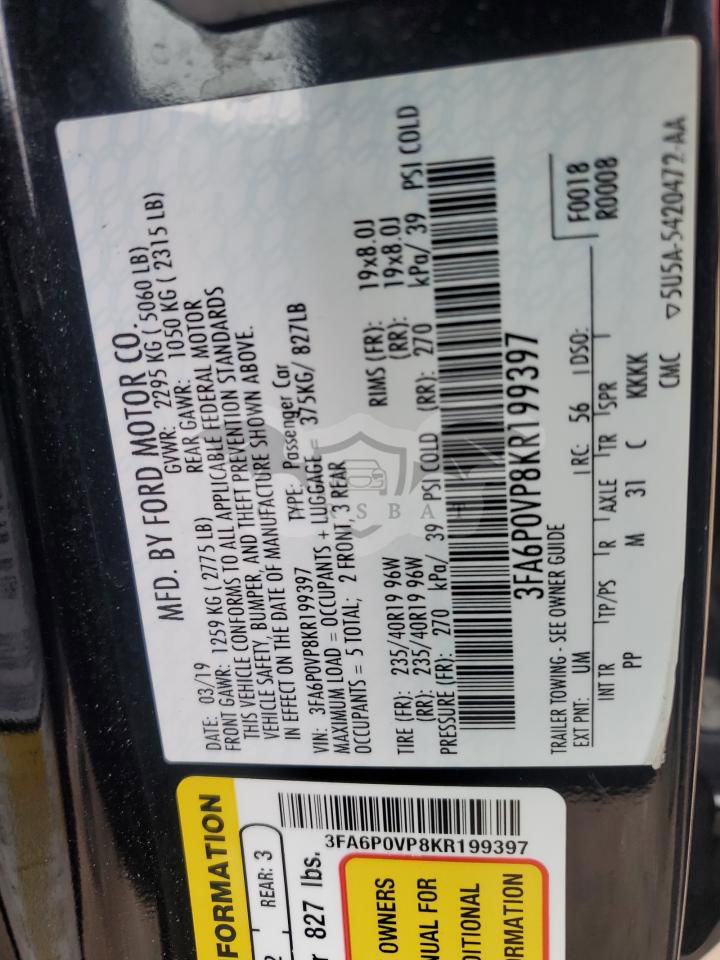 MFD. BY FORD MOTOR CO.
DATE: 03/19 GVWR: 2295 KG ( 5060 LB)
FRONT GAWR: 1259 KG ( 2775 LB) REAR GAWR: 1050 KG ( 2315 LB)
THIS VEHICLE CONFORMS TO ALL APPLICABLE FEDERAL MOTOR
VEHICLE SAFETY, BUMPER, AND THEFT PREVENTION STANDARDS
IN EFFECT ON THE DATE OF MANUFACTURE SHOWN ABOVE.
VIN: 3FA6P0VP8KR199397 TYPE: Passenger Car
MAXIMUM LOAD = OCCUPANTS + LUGGAGE = 375KG/ 827LB
OCCUPANTS = 5 TOTAL; 2 FRONT, 3 REAR
TIRE (FR): 235/40R19 96W RIMS (FR): 19x8.0J
(RR): 235/40R19 96W (RR): 19x8.0J
PRESSURE (FR): 270 kPa/ 39 PSI COLD (RR): 270 kPa/ 39 PSI COLD
3FA6P0VP8KR199397
TRAILER TOWING - SEE OWNER GUIDE
F0018
R0008
EXT PNT: UM RC: 56 DSO:
INT TR TP/PS R AXLE TR SPR
PP M 31 C KKKK
CMC ▽5U5A-5420472-AA
FORMATION
REAR: 3
827 lbs.
3FA6P0VP8KR199397
OWNERS
NUAL FOR
DITIONAL
RMATION